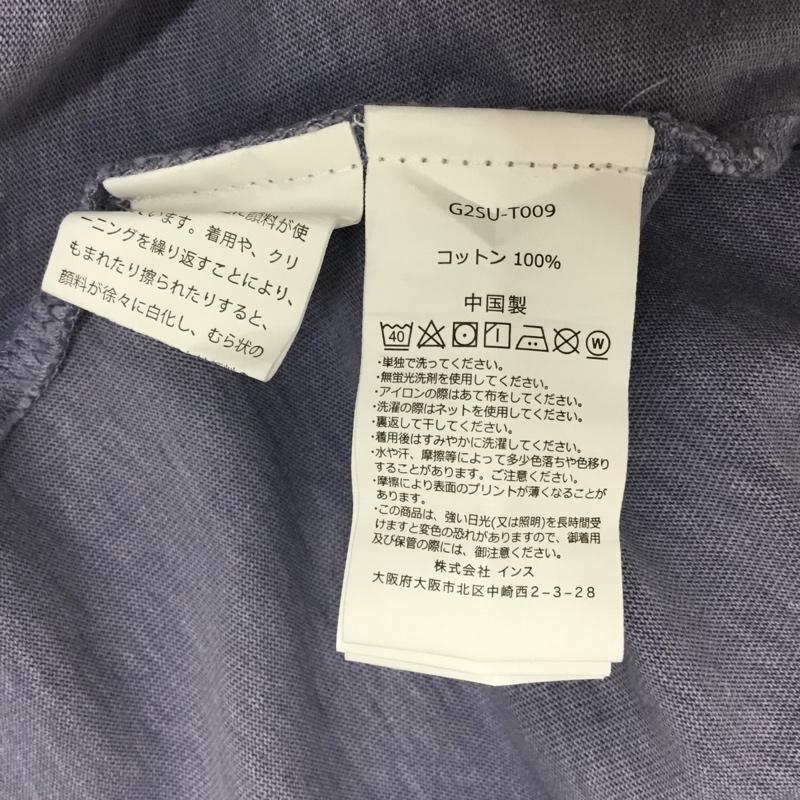 に顔料が使
ています。着用や、クリ
ーニングを繰り返すことにより、
もまれたり擦られたりすると、
顔料が徐々に白化し、むら状の
G2SU-T009
コットン 100%
中国製
40 W
・単独で洗ってください。
・無蛍光洗剤を使用してください。
・アイロンの際はあて布をしてください。
・洗濯の際はネットを使用してください。
・裏返して干してください。
・着用後はすみやかに洗濯してください。
・水や汗、摩擦等によって多少色落ちや色移り
することがあります。ご注意ください。
・摩擦により表面のプリントが薄くなることが
あります。
・この商品は、強い日光(又は照明)を長時間受
けますと変色の恐れがありますので、御着用
及び保管の際には、御注意ください。
株式会社 インス
大阪府大阪市北区中崎西2-3-28